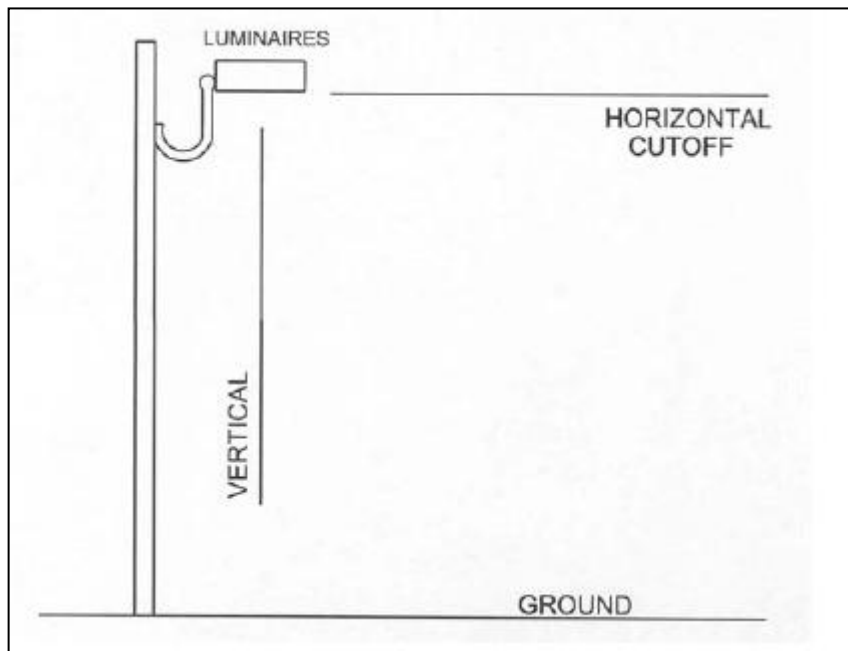 LUMINAIRES
HORIZONTAL
CUTOFF
VERTICAL
GROUND